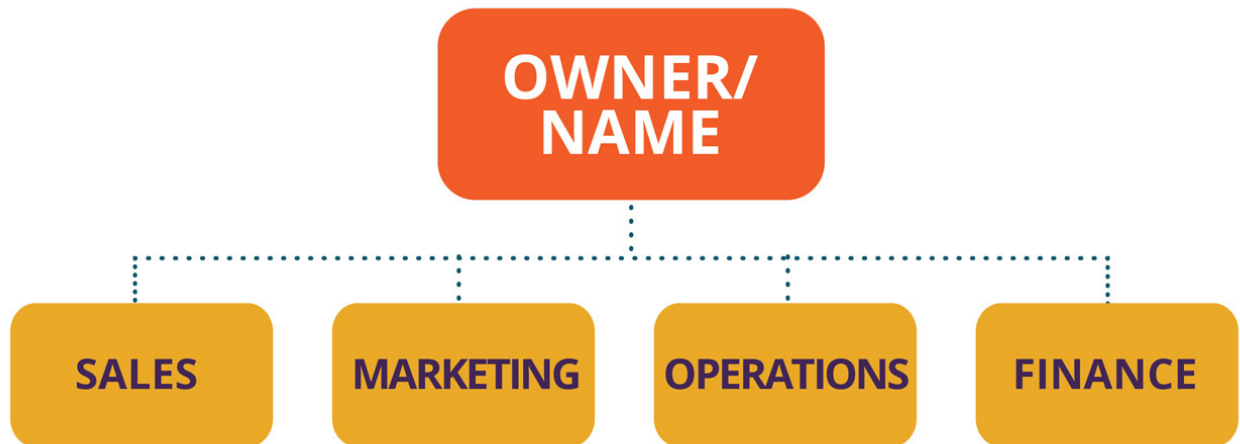 OWNER/
NAME
SALES
MARKETING
OPERATIONS
FINANCE